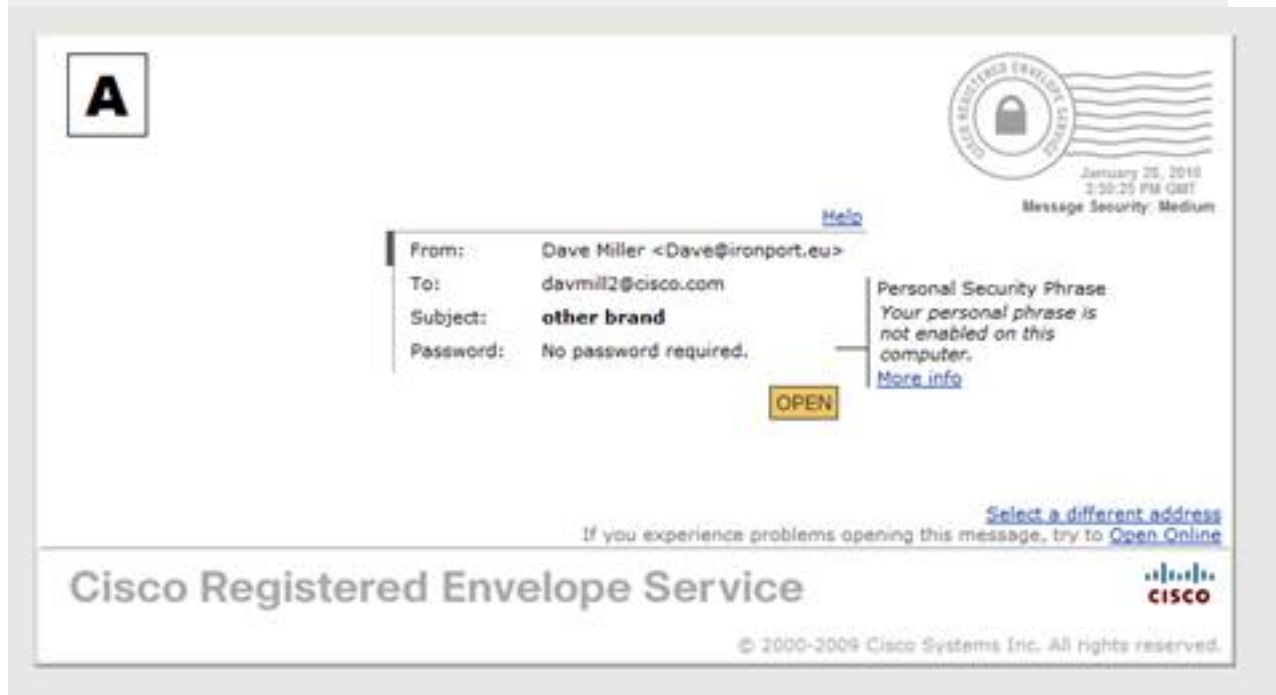 A
CISCO REGISTERED ENVELOPE SERVICE
January 25, 2010
3:50:25 PM GMT
Message Security: Medium
Help
From: Dave Miller <Dave@ironport.eu>
To: davmill2@cisco.com
Subject: other brand
Password: No password required.
Personal Security Phrase
Your personal phrase is
not enabled on this
computer.
More info
OPEN
Select a different address
If you experience problems opening this message, try to Open Online
Cisco Registered Envelope Service
CISCO
© 2000-2009 Cisco Systems Inc. All rights reserved.